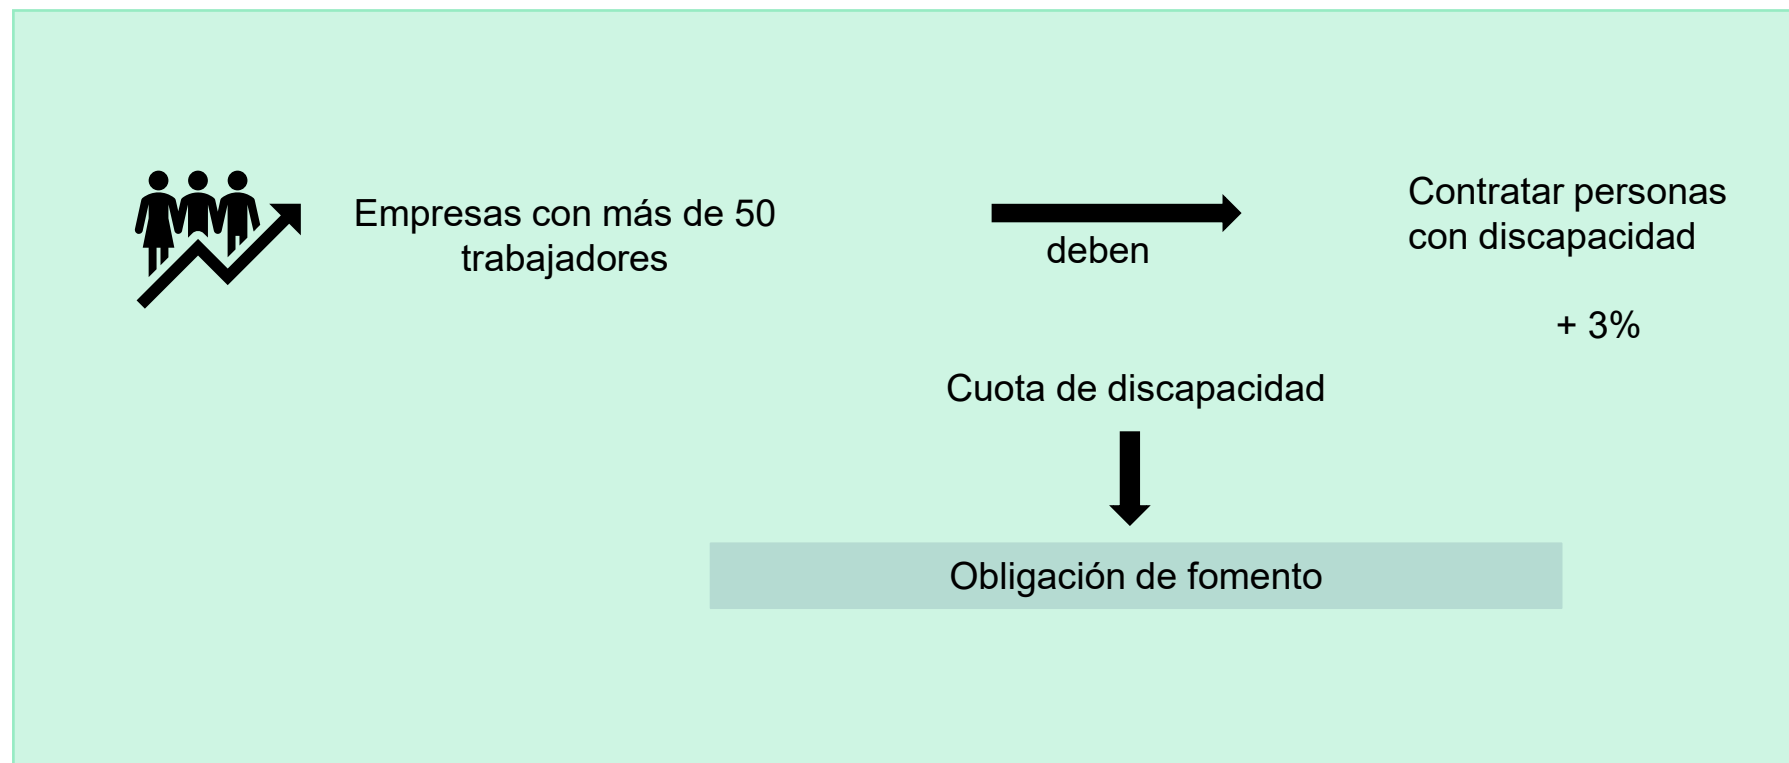 Empresas con más de 50
trabajadores
deben
Contratar personas
con discapacidad
+ 3%
Cuota de discapacidad
Obligación de fomento